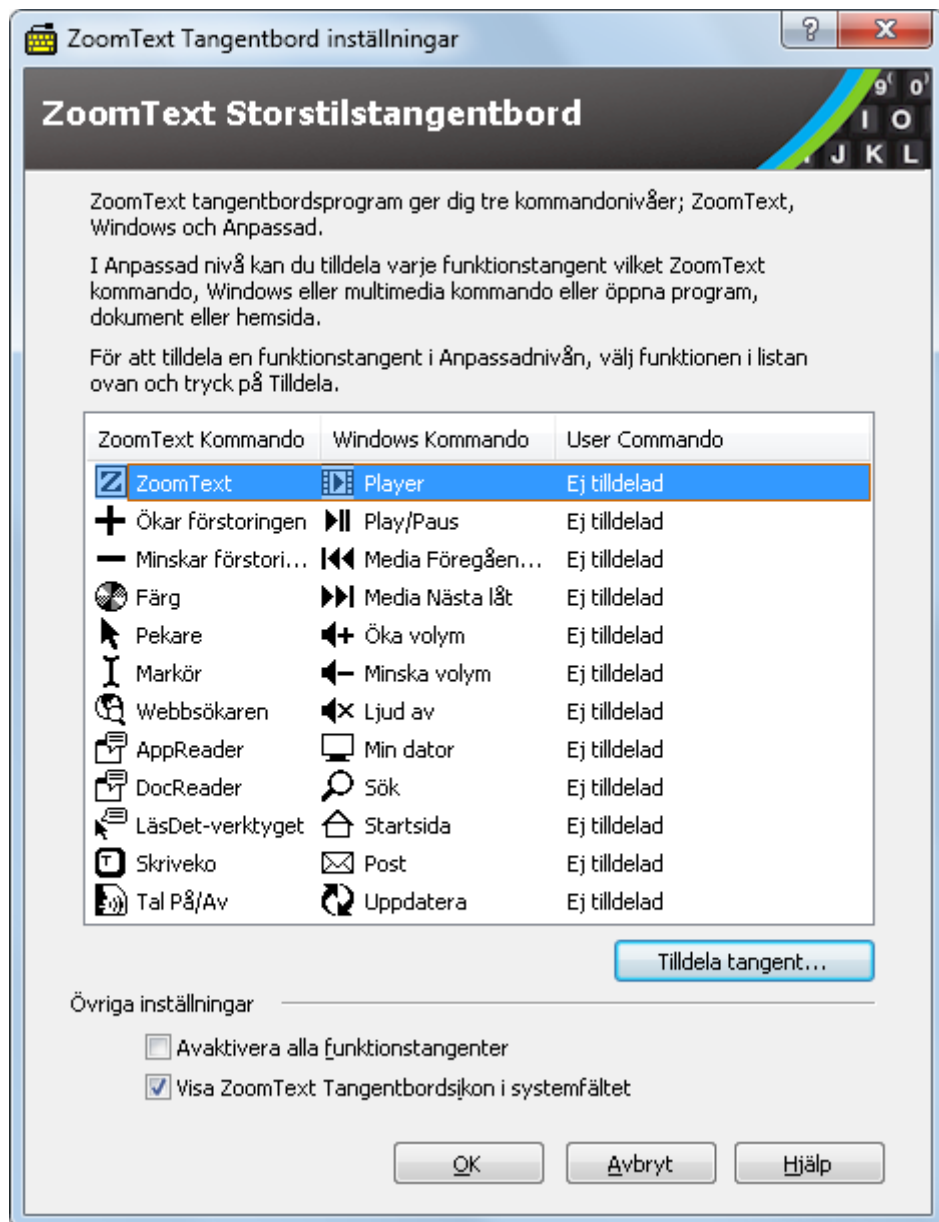 ZoomText Tangentbord inställningar
ZoomText Storstilstangentbord
9( 0)
I O
J K L
ZoomText tangentbordsprogram ger dig tre kommandonivåer; ZoomText,
Windows och Anpassad.
I Anpassad nivå kan du tilldela varje funktionstangent vilket ZoomText
kommando, Windows eller multimedia kommando eller öppna program,
dokument eller hemsida.
För att tilldela en funktionstangent i Anpassadnivån, välj funktionen i listan
ovan och tryck på Tilldela.
ZoomText Kommando Windows Kommando User Commando
Z ZoomText Player Ej tilldelad
Ökar förstoringen Play/Paus Ej tilldelad
Minskar förstori... Media Föregåen... Ej tilldelad
Färg Media Nästa låt Ej tilldelad
Pekare Öka volym Ej tilldelad
Markör Minska volym Ej tilldelad
Webbsökaren Ljud av Ej tilldelad
AppReader Min dator Ej tilldelad
DocReader Sök Ej tilldelad
LäsDet-verktyget Startsida Ej tilldelad
T Skriveko Post Ej tilldelad
Tal På/Av Uppdatera Ej tilldelad
Tilldela tangent...
Övriga inställningar
Avaktivera alla funktionstangenter
Visa ZoomText Tangentbordsikon i systemfältet
OK Avbryt Hjälp